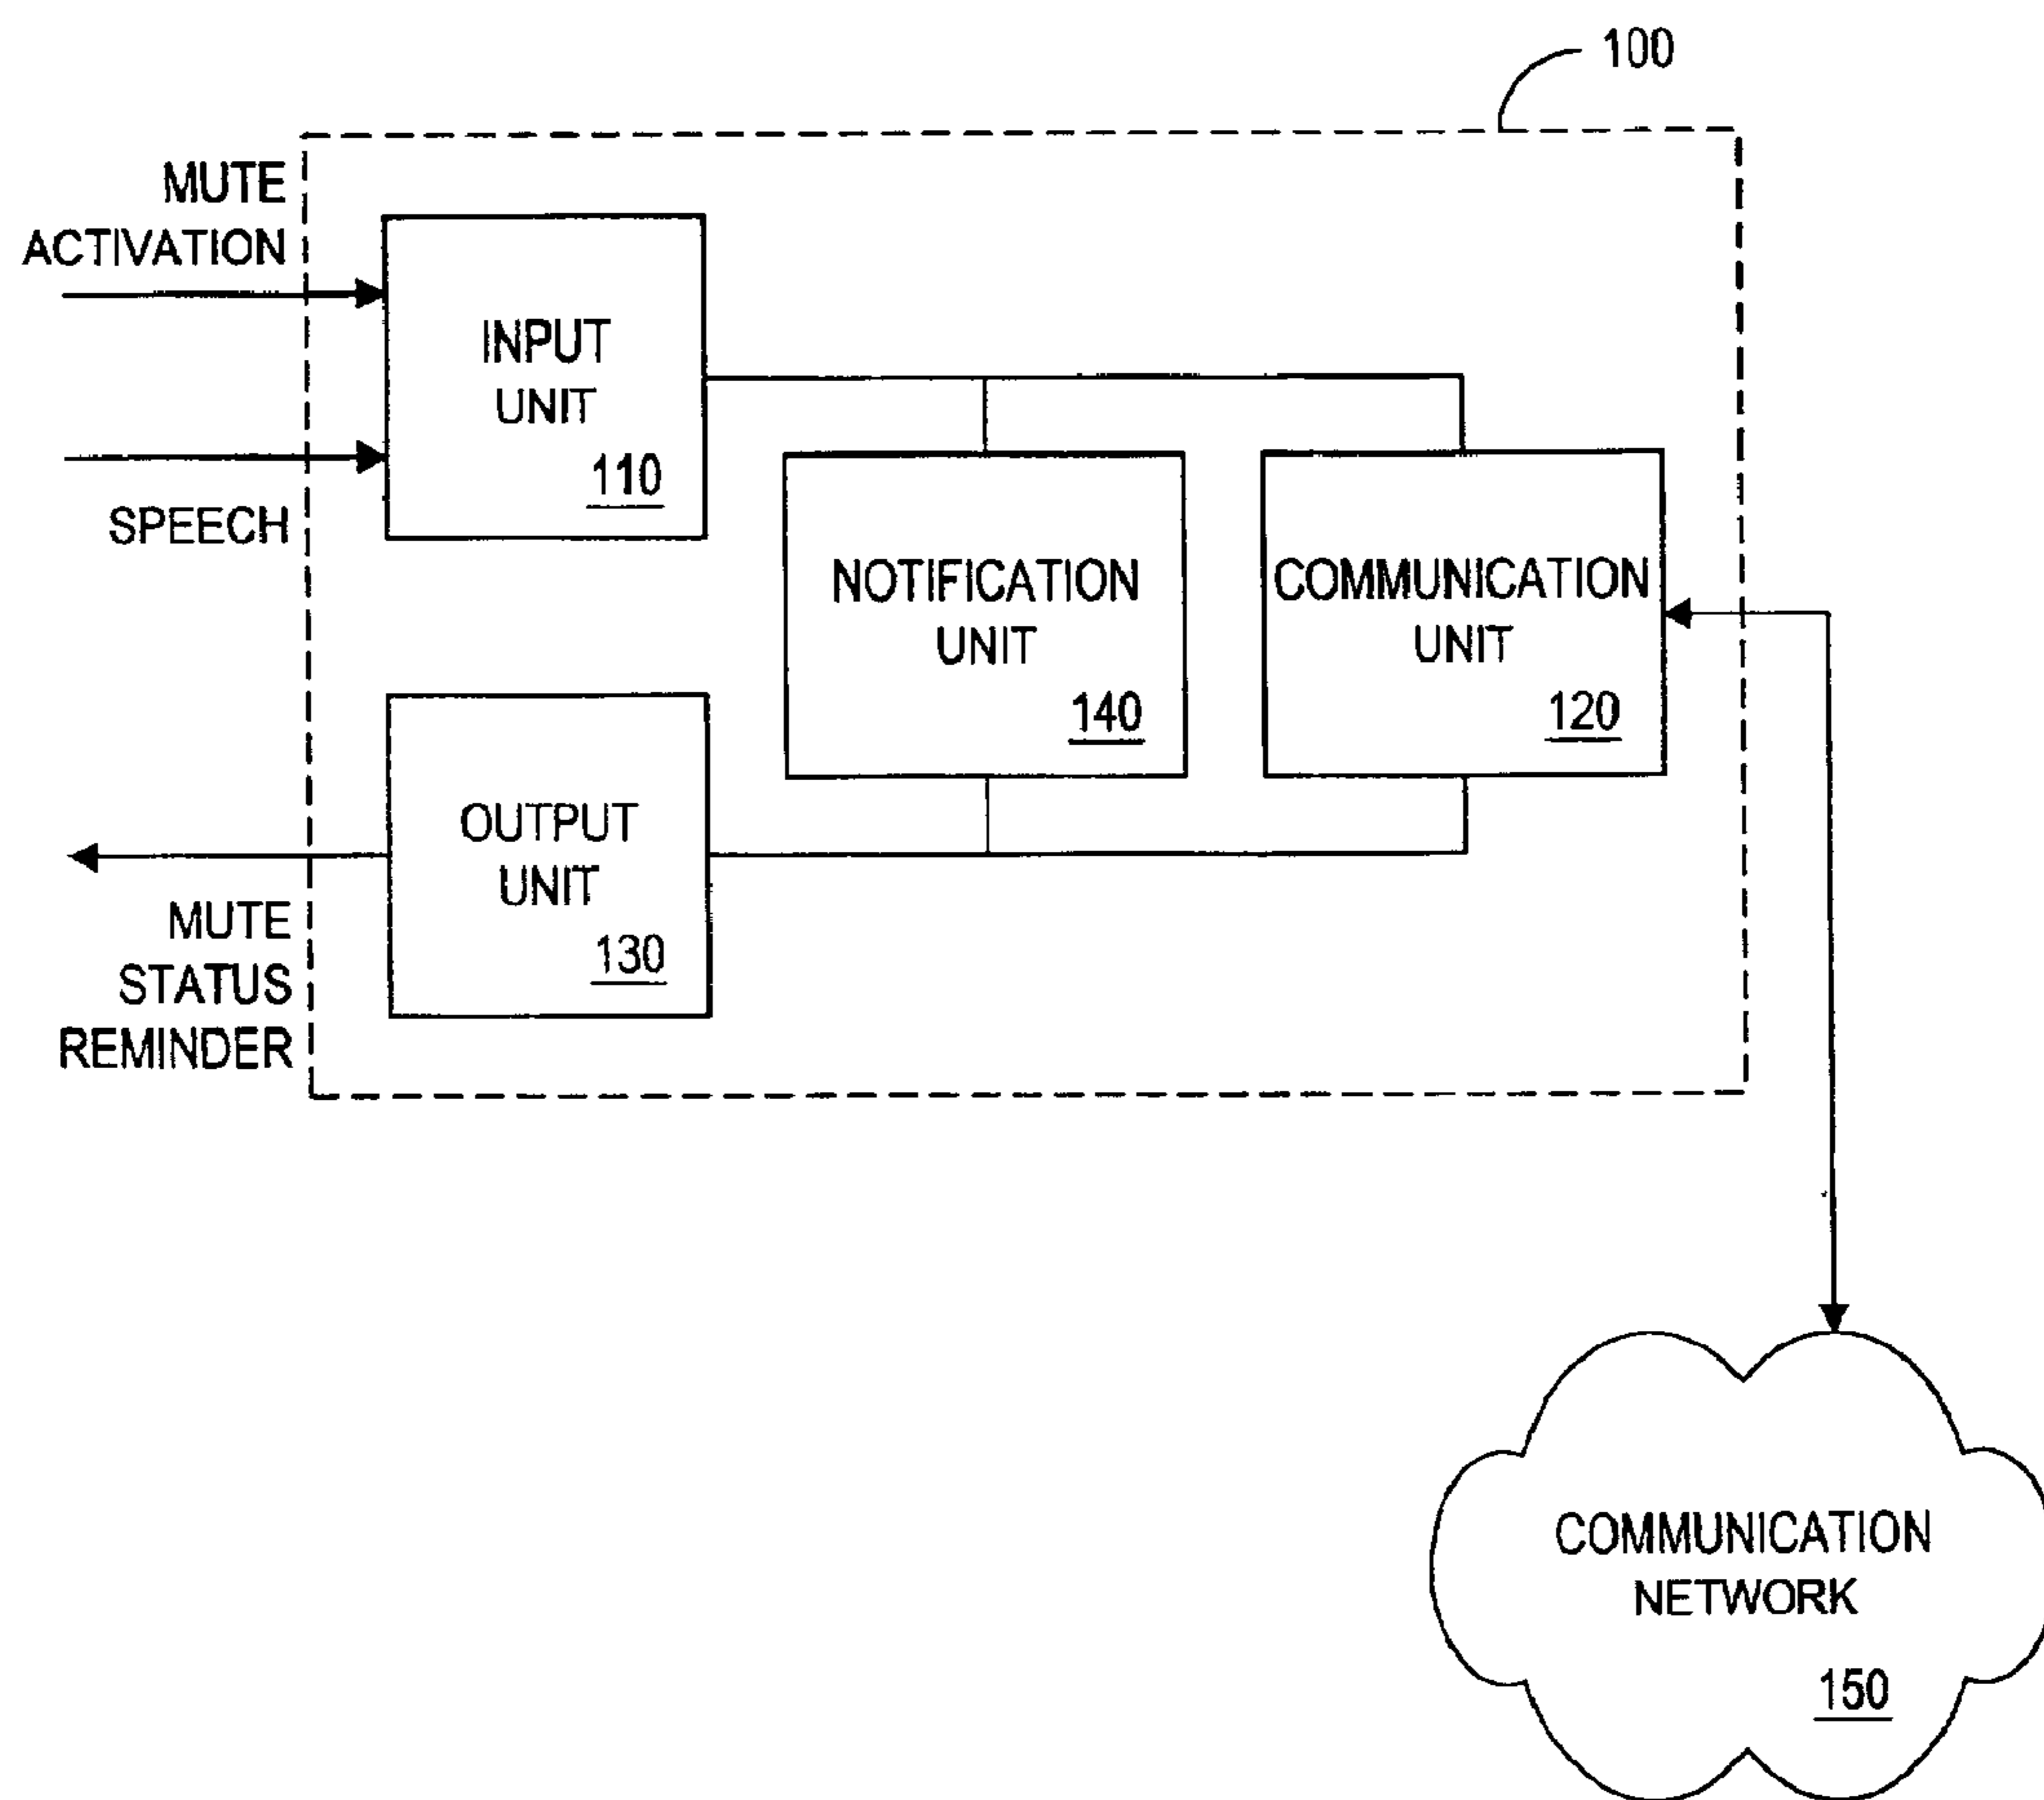 100
MUTE
ACTIVATION
SPEECH
INPUT
UNIT
110
NOTIFICATION
UNIT
140
COMMUNICATION
UNIT
120
OUTPUT
UNIT
130
MUTE
STATUS
REMINDER
COMMUNICATION
NETWORK
150